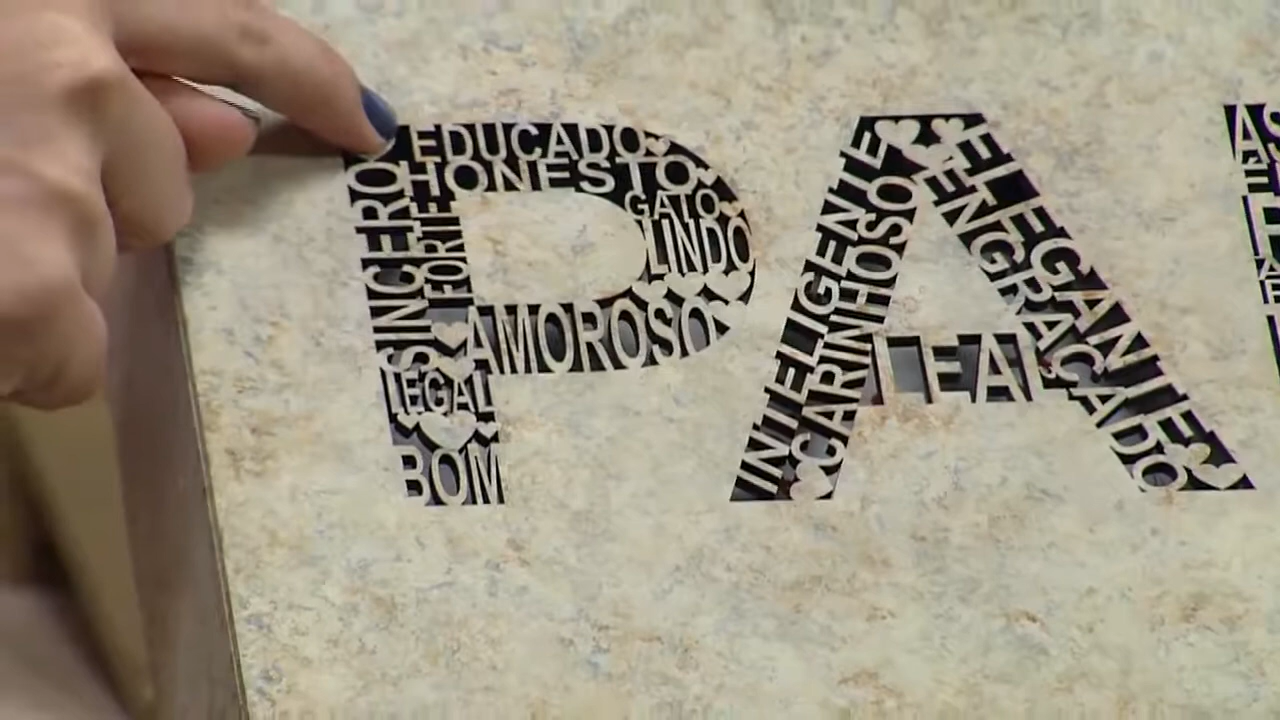 EDUCADO
HONESTO
SINCERO
FORTE
GATO
LINDO
AMOROSO
LEGAL
BOM
INTELIGENTE
CARINHOSO
ELEGANTE
ENGRAÇADO
LEAL